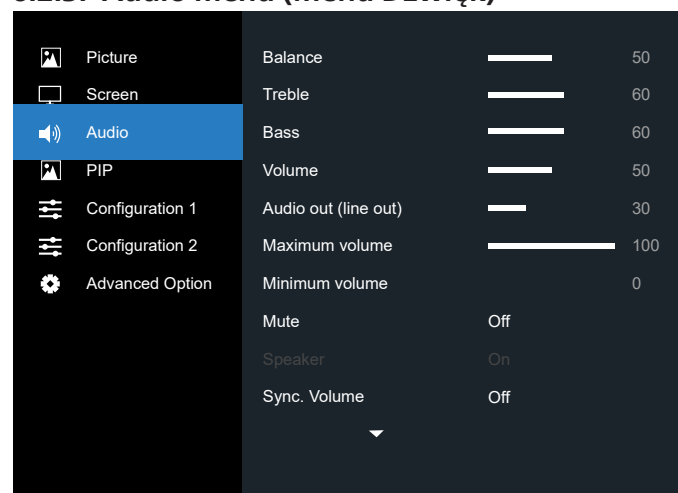 Picture
Screen
Audio
PIP
Configuration 1
Configuration 2
Advanced Option
Balance 50
Treble 60
Bass 60
Volume 50
Audio out (line out) 30
Maximum volume 100
Minimum volume 0
Mute Off
Speaker On
Sync. Volume Off